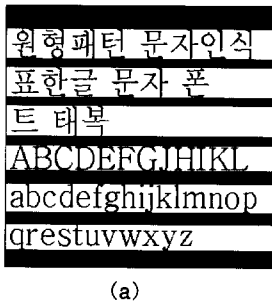 원형패턴 문자인식
표한글 문자 폰
트 태복
ABCDEFGJHIKL
abcdefghijklmnop
qrestuvwxyz
(a)